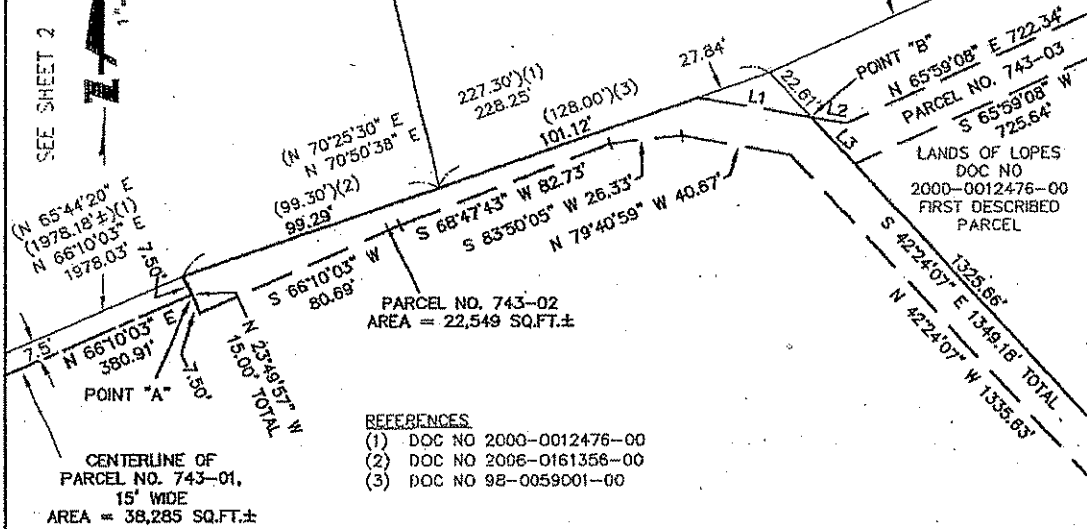 SEE SHEET 2
1"=
(N 65°44'20" E
(1978.18'±)(1)
N 66°10'03" E
1978.03'
7.50'
(N 70°25'30" E
N 70°50'38" E
227.30')(1)
228.25'
(99.30')(2)
99.29'
(128.00')(3)
101.12'
27.84'
22.61'
L1
L2
L3
POINT "B"
N 65°59'08" E 722.34'
PARCEL NO. 743-03
S 65°59'08" W
725.64'
LANDS OF LOPES
DOC NO
2000-0012476-00
FIRST DESCRIBED
PARCEL
S 66°10'03" W
80.69'
S 68°47'43" W 82.73'
S 83°50'05" W 26.33'
N 79°40'59" W 40.87'
PARCEL NO. 743-02
AREA = 22,549 SQ.FT.±
1325.66'
S 42°24'07" E 1349.18' TOTAL
N 42°24'07" W 1335.63'
7.5'
N 66°10'03" E
380.91'
POINT "A"
7.50'
N 23°49'57" W
15.00' TOTAL
CENTERLINE OF
PARCEL NO. 743-01,
15' WIDE
AREA = 38,285 SQ.FT.±
REFERENCES
(1) DOC NO 2000-0012476-00
(2) DOC NO 2006-0161356-00
(3) DOC NO 98-0059001-00